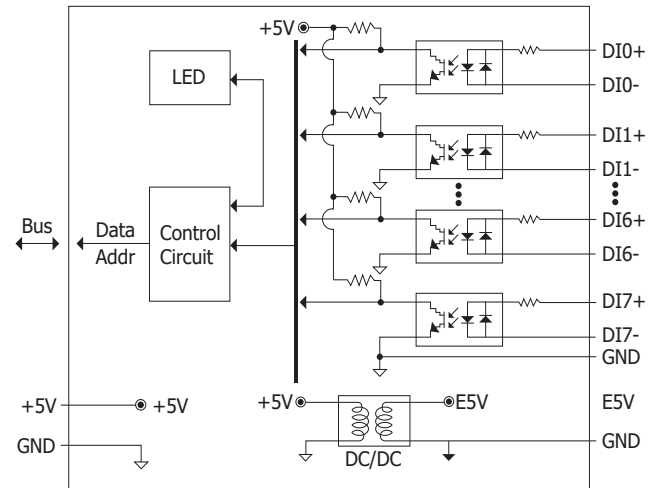 +5V
LED
DI0+
DI0-
DI1+
DI1-
DI6+
Bus
Data
Addr
Control
Circuit
DI6-
DI7+
DI7-
GND
+5V
+5V
+5V
E5V
E5V
GND
DC/DC
GND